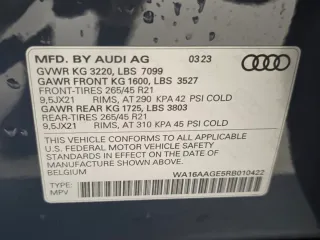 MFD. BY AUDI AG 03 23
GVWR KG 3220, LBS 7099
GAWR FRONT KG 1600, LBS 3527
FRONT-TIRES 265/45 R21
9,5JX21 RIMS, AT 290 KPA 42 PSI COLD
GAWR REAR KG 1725, LBS 3803
REAR-TIRES 265/45 R21
9,5JX21 RIMS, AT 310 KPA 45 PSI COLD
THIS VEHICLE CONFORMS TO ALL APPLICABLE
U.S. FEDERAL MOTOR VEHICLE SAFETY STANDARDS
IN EFFECT ON THE DATE OF MANUFACTURE SHOWN ABOVE.
BELGIUM
TYPE:
MPV
WA16AAGE5RB010422